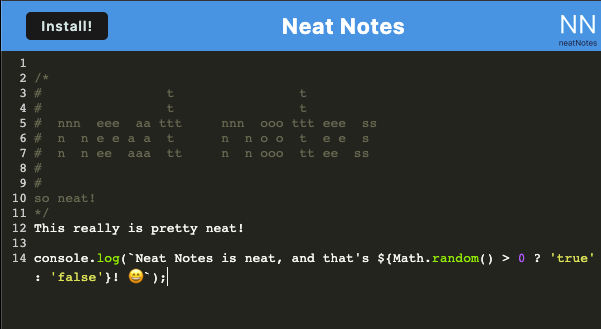 Install!
Neat Notes
NN
neatNotes
1
2 /*
3 #                 t                 t
4 #                 t                 t
5 #  nnn  eee  aa ttt     nnn  ooo ttt eee  ss
6 #  n  n e e a a  t      n  n o o  t  e e  s
7 #  n  n ee  aaa  tt     n  n ooo  tt ee  ss
8 #
9 #
10 so neat!
11 */
12 This really is pretty neat!
13
14 console.log(`Neat Notes is neat, and that's ${Math.random() > 0 ? 'true'
: 'false'}! 😄`);